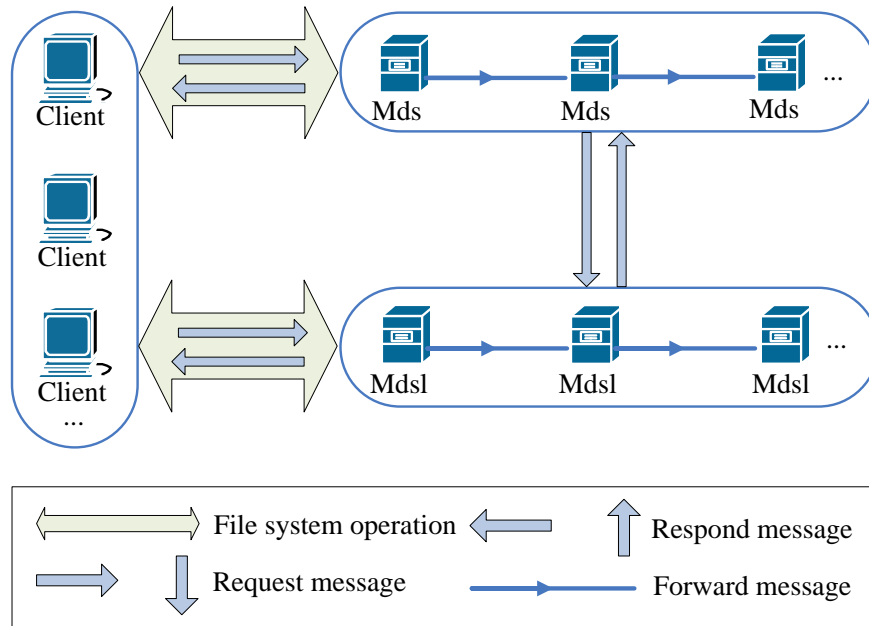 Client
Mds Mds Mds ...
Client
Client
...
Mdsl Mdsl Mdsl ...
File system operation
Respond message
Request message
Forward message